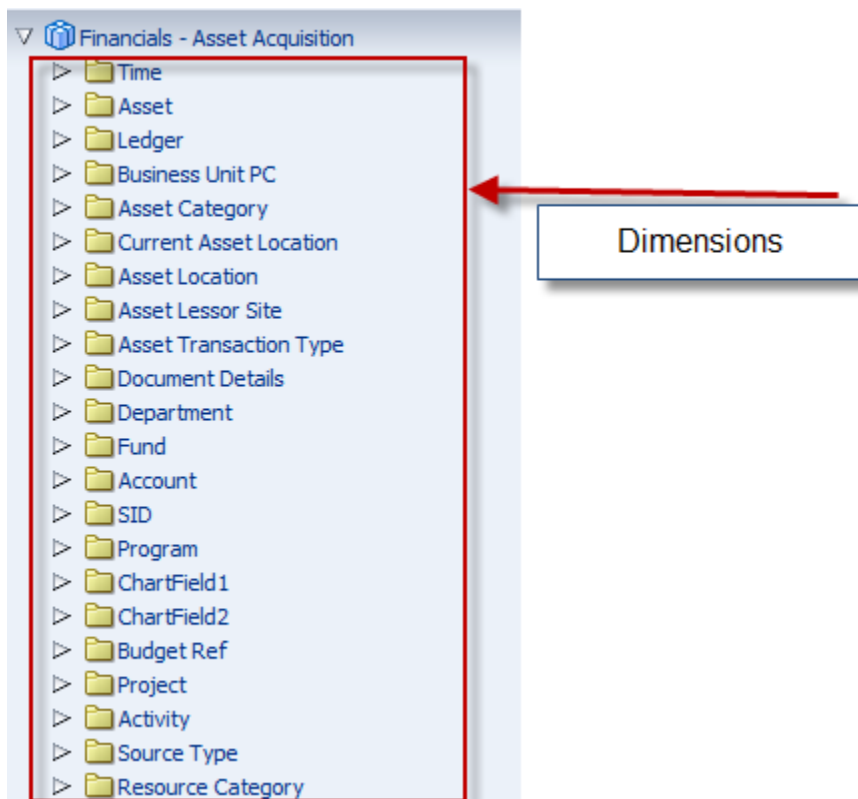 Financials - Asset Acquisition
Time
Asset
Ledger
Business Unit PC
Asset Category
Current Asset Location
Asset Location
Asset Lessor Site
Asset Transaction Type
Document Details
Department
Fund
Account
SID
Program
ChartField1
ChartField2
Budget Ref
Project
Activity
Source Type
Resource Category
Dimensions